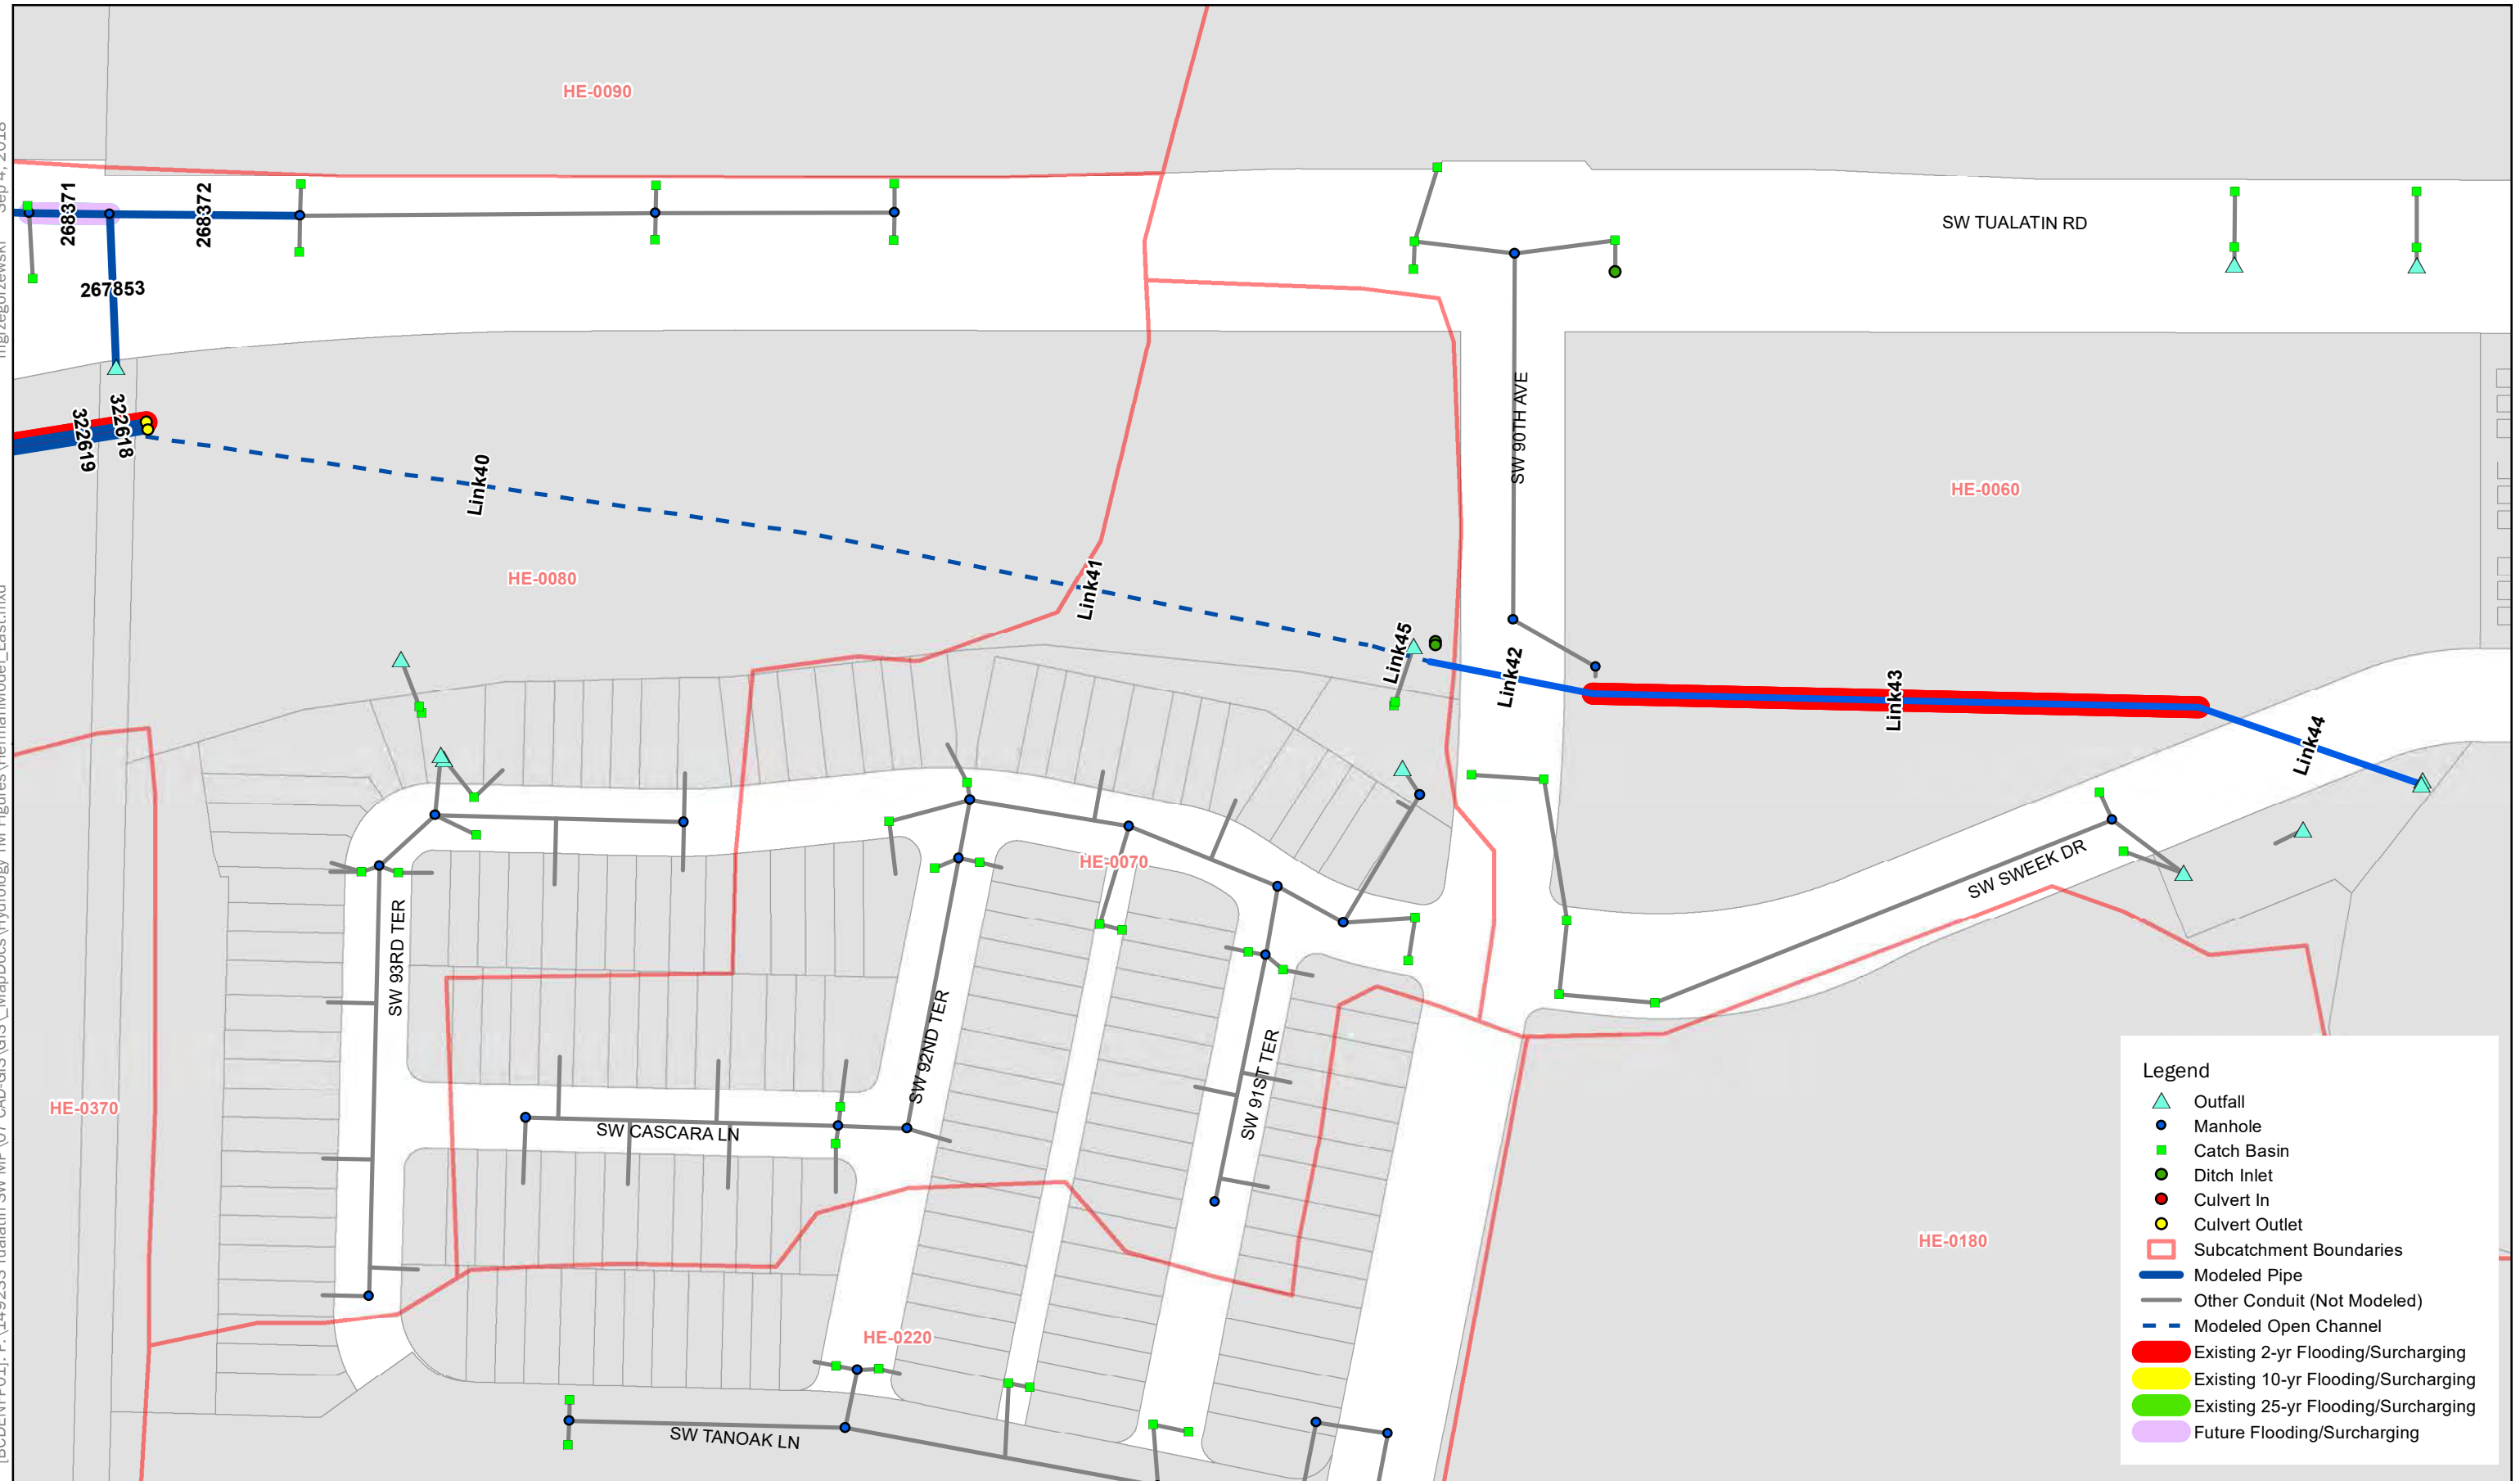 HE-0090
268371
268372
SW TUALATIN RD
267853
SW 90TH AVE
322619
322618
Link40
HE-0060
HE-0080
Link41
Link45
Link42
Link43
Link44
HE-0070
SW SWEEK DR
SW 93RD TER
SW 92ND TER
SW 91ST TER
HE-0370
SW CASCARA LN
HE-0180
HE-0220
SW TANOAK LN
Legend
Outfall
Manhole
Catch Basin
Ditch Inlet
Culvert In
Culvert Outlet
Subcatchment Boundaries
Modeled Pipe
Other Conduit (Not Modeled)
Modeled Open Channel
Existing 2-yr Flooding/Surcharging
Existing 10-yr Flooding/Surcharging
Existing 25-yr Flooding/Surcharging
Future Flooding/Surcharging